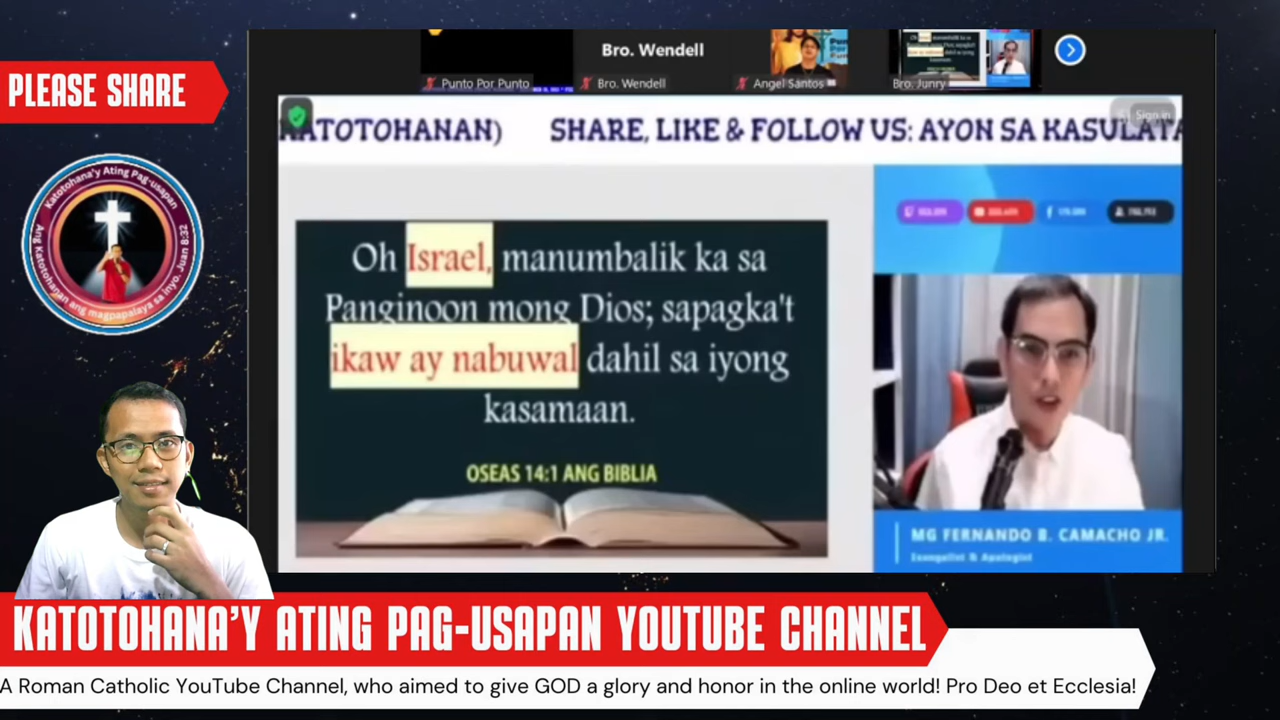 PLEASE SHARE
Katotohana'y Ating Pag-usapan
Ang Katotohanan ang magpapalaya sa inyo. Juan 8:32
Bro. Wendell
Punto Por Punto
Bro. Wendell
Angel Santos
Bro. Junry
Sign in
KATOTOHANAN) SHARE, LIKE & FOLLOW US: AYON SA KASULATA
Oh Israel, manumbalik ka sa
Panginoon mong Dios; sapagka't
ikaw ay nabuwal dahil sa iyong
kasamaan.
OSEAS 14:1 ANG BIBLIA
MG FERNANDO B. CAMACHO JR.
Evangelist & Apologist
KATOTOHANA'Y ATING PAG-USAPAN YOUTUBE CHANNEL
A Roman Catholic YouTube Channel, who aimed to give GOD a glory and honor in the online world! Pro Deo et Ecclesia!